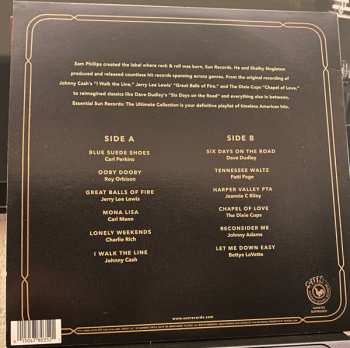 Sam Phillips created the label where rock & roll was born, Sun Records. He and Shelby Singleton
produced and released countless hit records spanning across genres. From the original recording of
Johnny Cash's "I Walk the Line," Jerry Lee Lewis' "Great Balls of Fire," and The Dixie Cups "Chapel of Love,"
to reimagined classics like Dave Dudley's "Six Days on the Road" and everything else in between,
Essential Sun Records: The Ultimate Collection is your definitive playlist of timeless American hits.
SIDE A
BLUE SUEDE SHOES
Carl Perkins
OOBY DOOBY
Roy Orbison
GREAT BALLS OF FIRE
Jerry Lee Lewis
MONA LISA
Carl Mann
LONELY WEEKENDS
Charlie Rich
I WALK THE LINE
Johnny Cash
SIDE B
SIX DAYS ON THE ROAD
Dave Dudley
TENNESSEE WALTZ
Patti Page
HARPER VALLEY PTA
Jeannie C Riley
CHAPEL OF LOVE
The Dixie Cups
RECONSIDER ME
Johnny Adams
LET ME DOWN EASY
Bettye LaVette
www.sunrecords.com